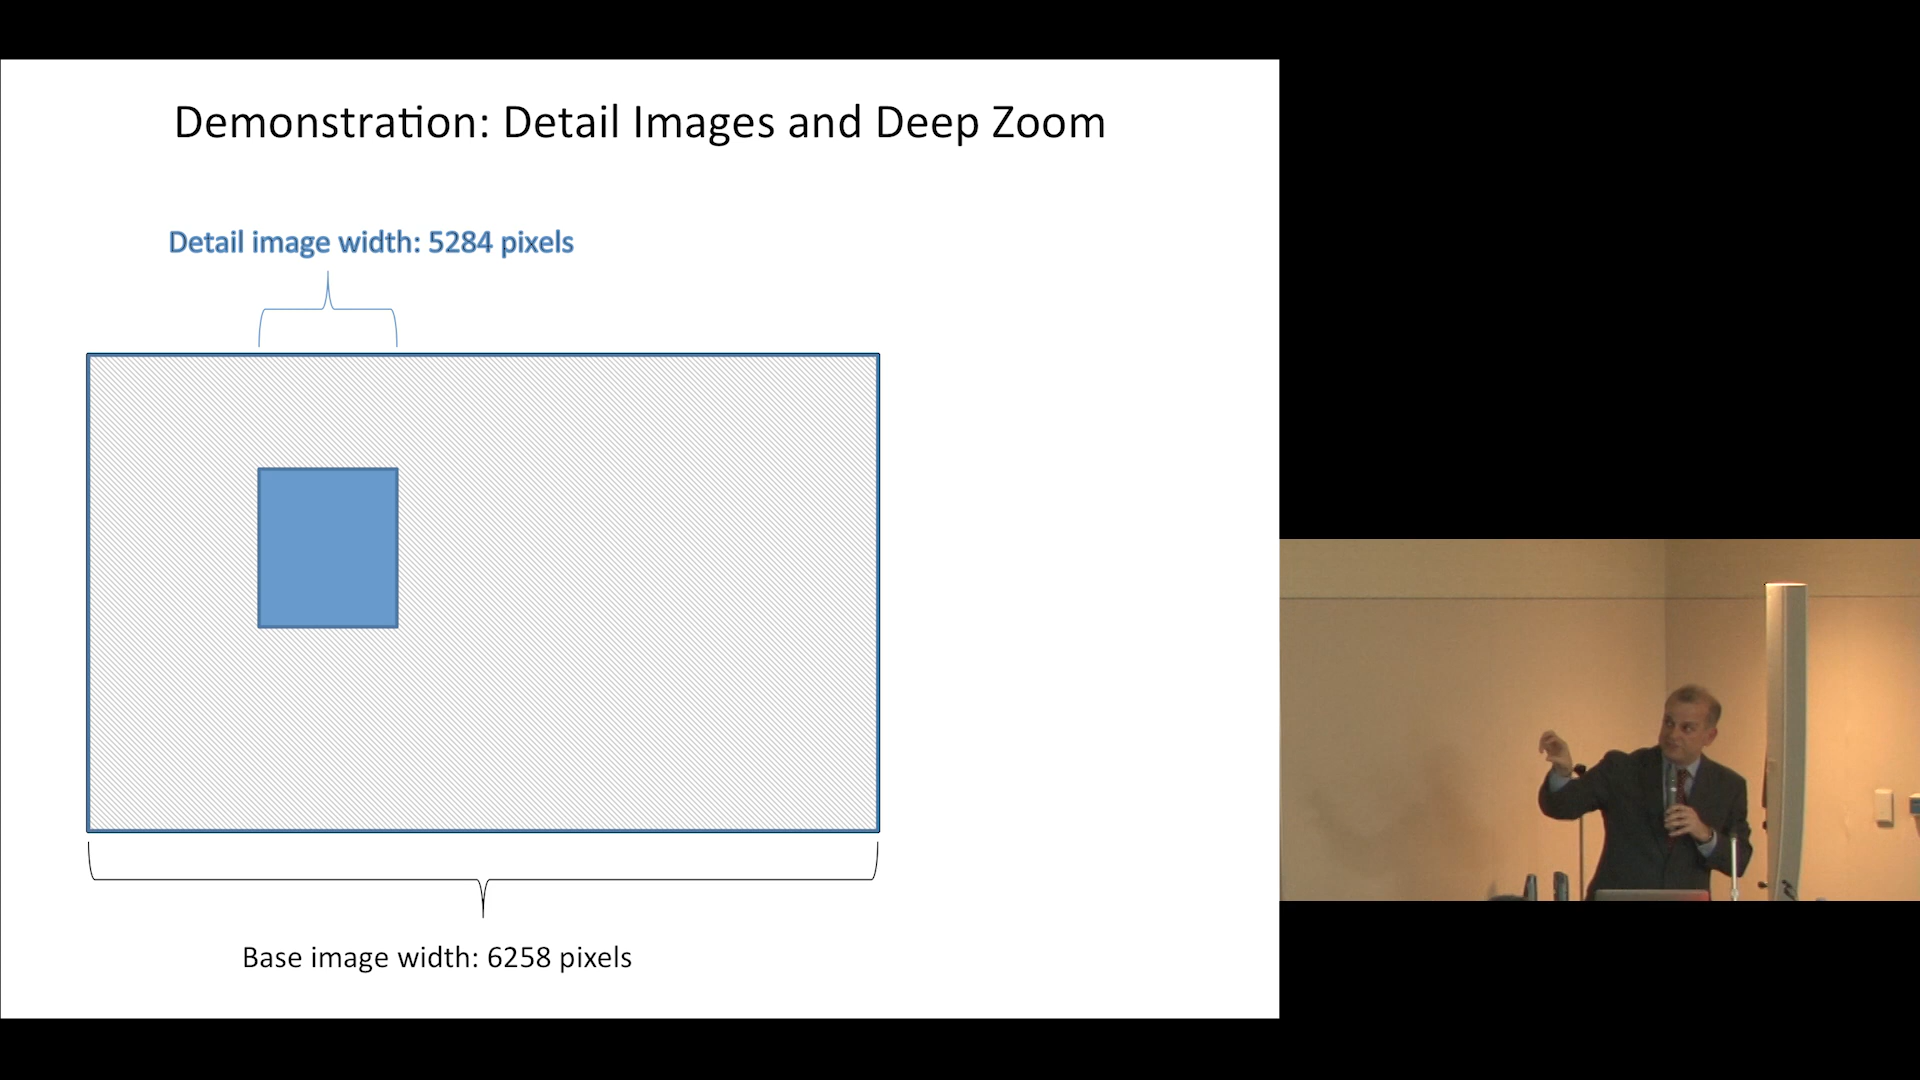 Demonstration: Detail Images and Deep Zoom
Detail image width: 5284 pixels
Base image width: 6258 pixels